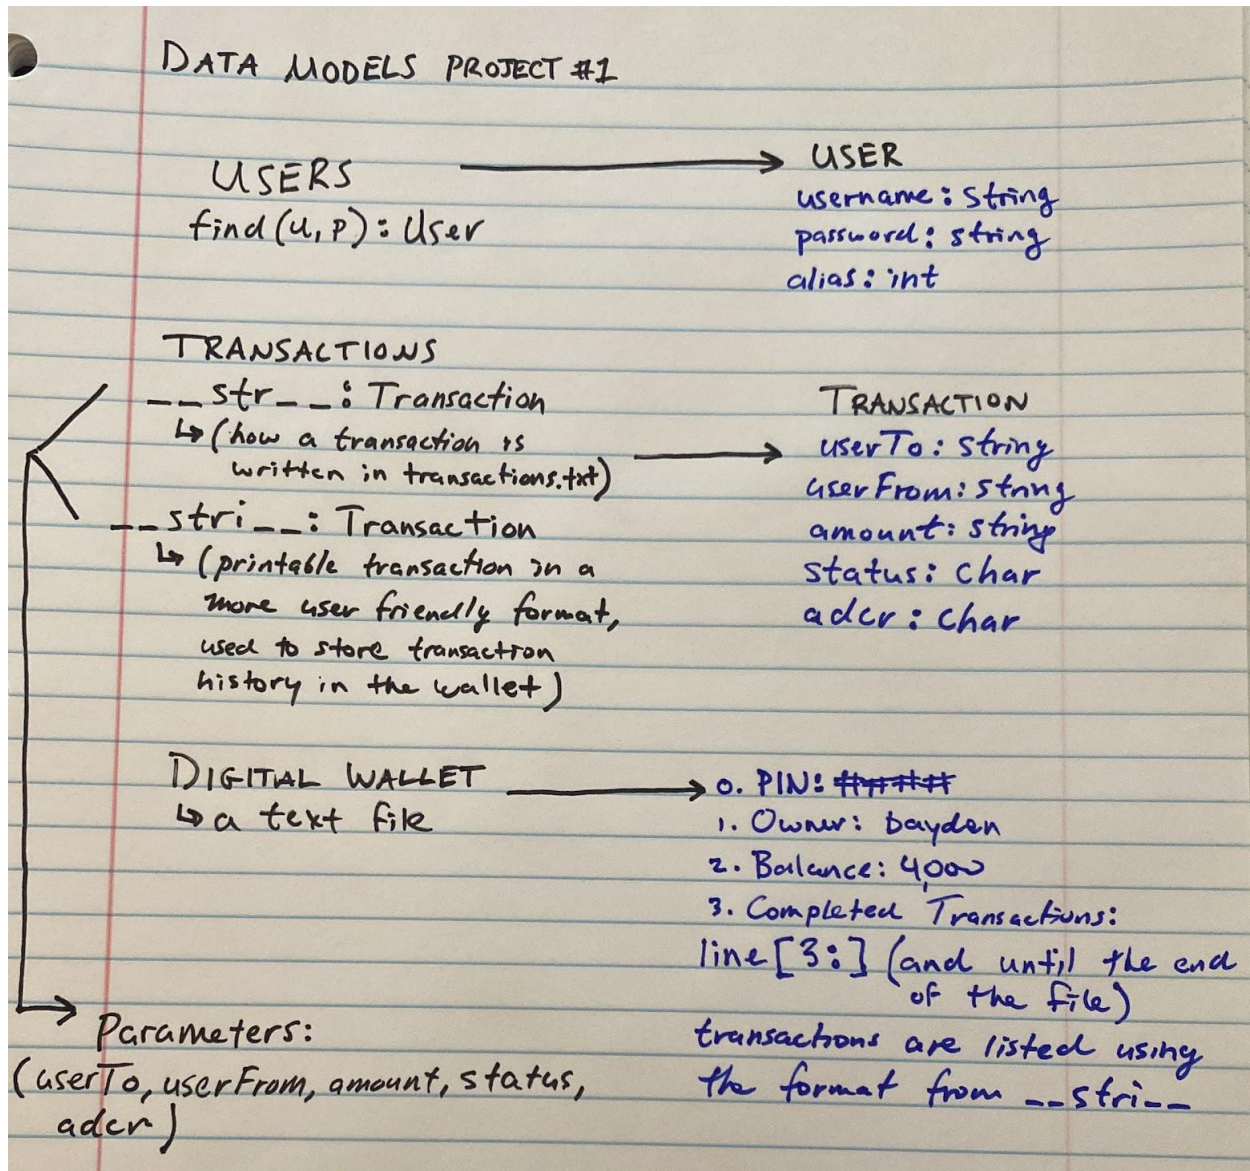 DATA MODELS PROJECT #1
USERS
find(u, p): User
USER
username: string
password: string
alias: int
TRANSACTIONS
__str__: Transaction
↳ (how a transaction is
written in transactions.txt)
__stri__: Transaction
↳ (printable transaction in a
more user friendly format,
used to store transaction
history in the wallet)
TRANSACTION
userTo: string
userFrom: string
amount: string
status: char
adcr: char
DIGITAL WALLET
↳ a text file
0. PIN: ####
1. Owner: bayden
2. Balance: 4,000
3. Completed Transactions:
line[3:] (and until the end
of the file)
transactions are listed using
the format from __stri__
Parameters:
(userTo, userFrom, amount, status,
adcr)